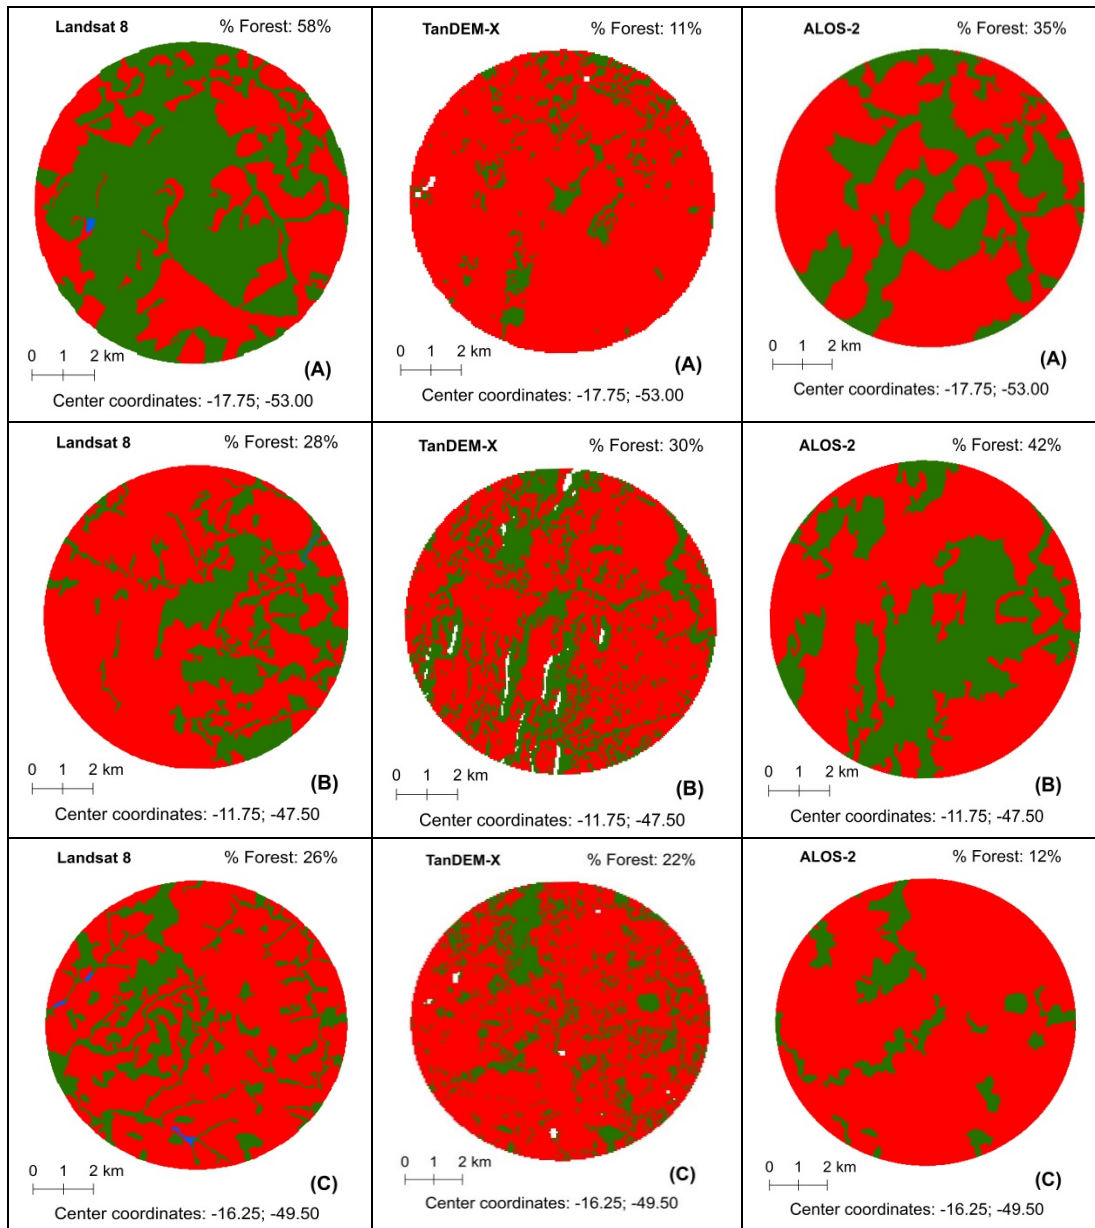 Landsat 8 % Forest: 58%
0 1 2 km
(A)
Center coordinates: -17.75; -53.00
TanDEM-X % Forest: 11%
0 1 2 km
(A)
Center coordinates: -17.75; -53.00
ALOS-2 % Forest: 35%
0 1 2 km
(A)
Center coordinates: -17.75; -53.00
Landsat 8 % Forest: 28%
0 1 2 km
(B)
Center coordinates: -11.75; -47.50
TanDEM-X % Forest: 30%
0 1 2 km
(B)
Center coordinates: -11.75; -47.50
ALOS-2 % Forest: 42%
0 1 2 km
(B)
Center coordinates: -11.75; -47.50
Landsat 8 % Forest: 26%
0 1 2 km
(C)
Center coordinates: -16.25; -49.50
TanDEM-X % Forest: 22%
0 1 2 km
(C)
Center coordinates: -16.25; -49.50
ALOS-2 % Forest: 12%
0 1 2 km
(C)
Center coordinates: -16.25; -49.50